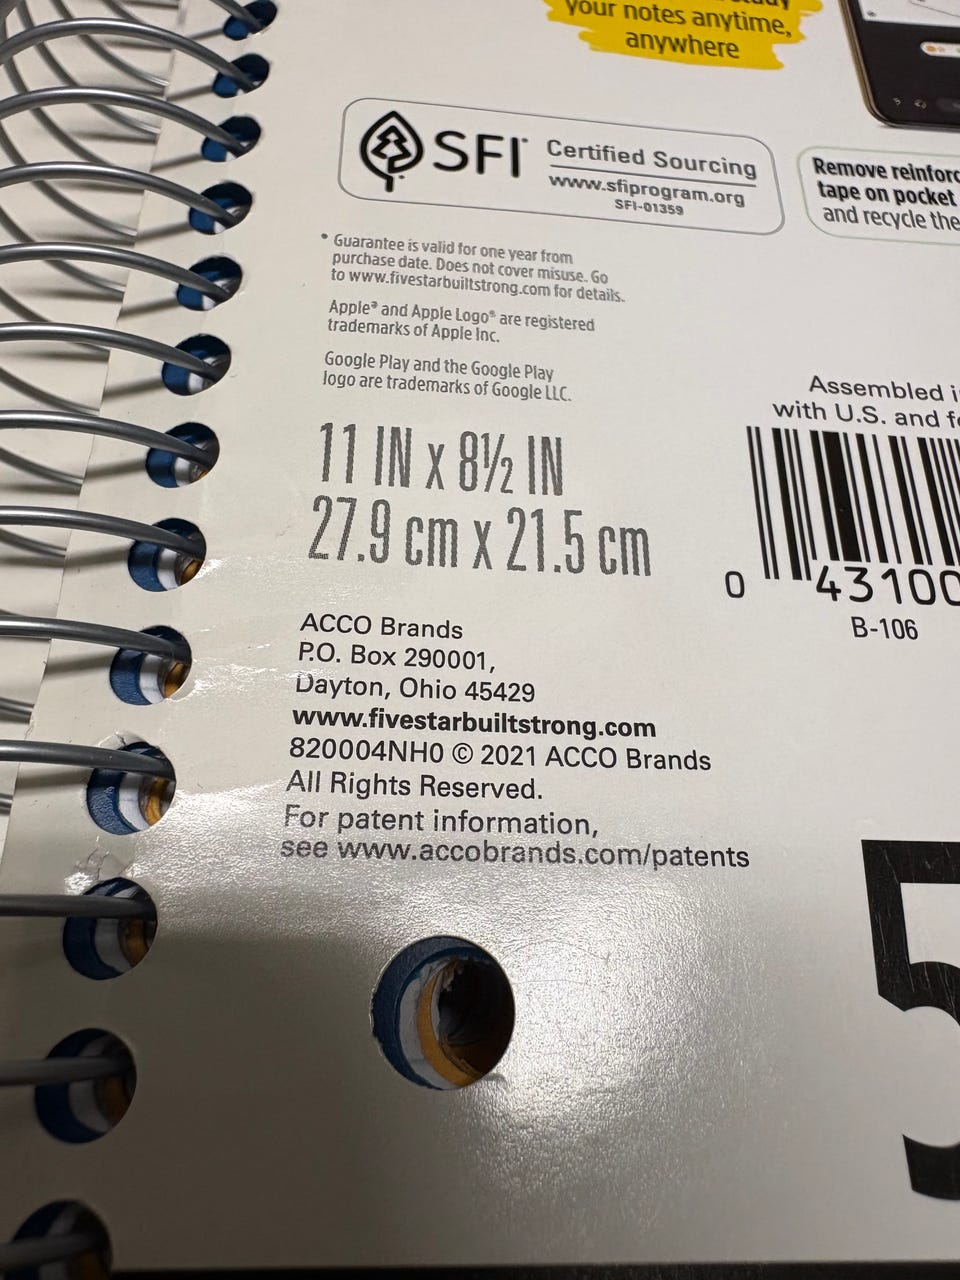 your notes anytime,
anywhere
SFI
Certified Sourcing
www.sfiprogram.org
SFI-01359
Remove
tape on pocket
and recycle the
* Guarantee is valid for one year from
purchase date. Does not cover misuse. Go
to www.fivestarbuiltstrong.com for details.
Apple® and Apple Logo® are registered
trademarks of Apple Inc.
Google Play and the Google Play
logo are trademarks of Google LLC.
Assembled
with U.S. and
11 IN x 8½ IN
27.9 cm x 21.5 cm
0 43100
B-106
ACCO Brands
P.O. Box 290001,
Dayton, Ohio 45429
www.fivestarbuiltstrong.com
820004NH0 © 2021 ACCO Brands
All Rights Reserved.
For patent information,
see www.accobrands.com/patents
5